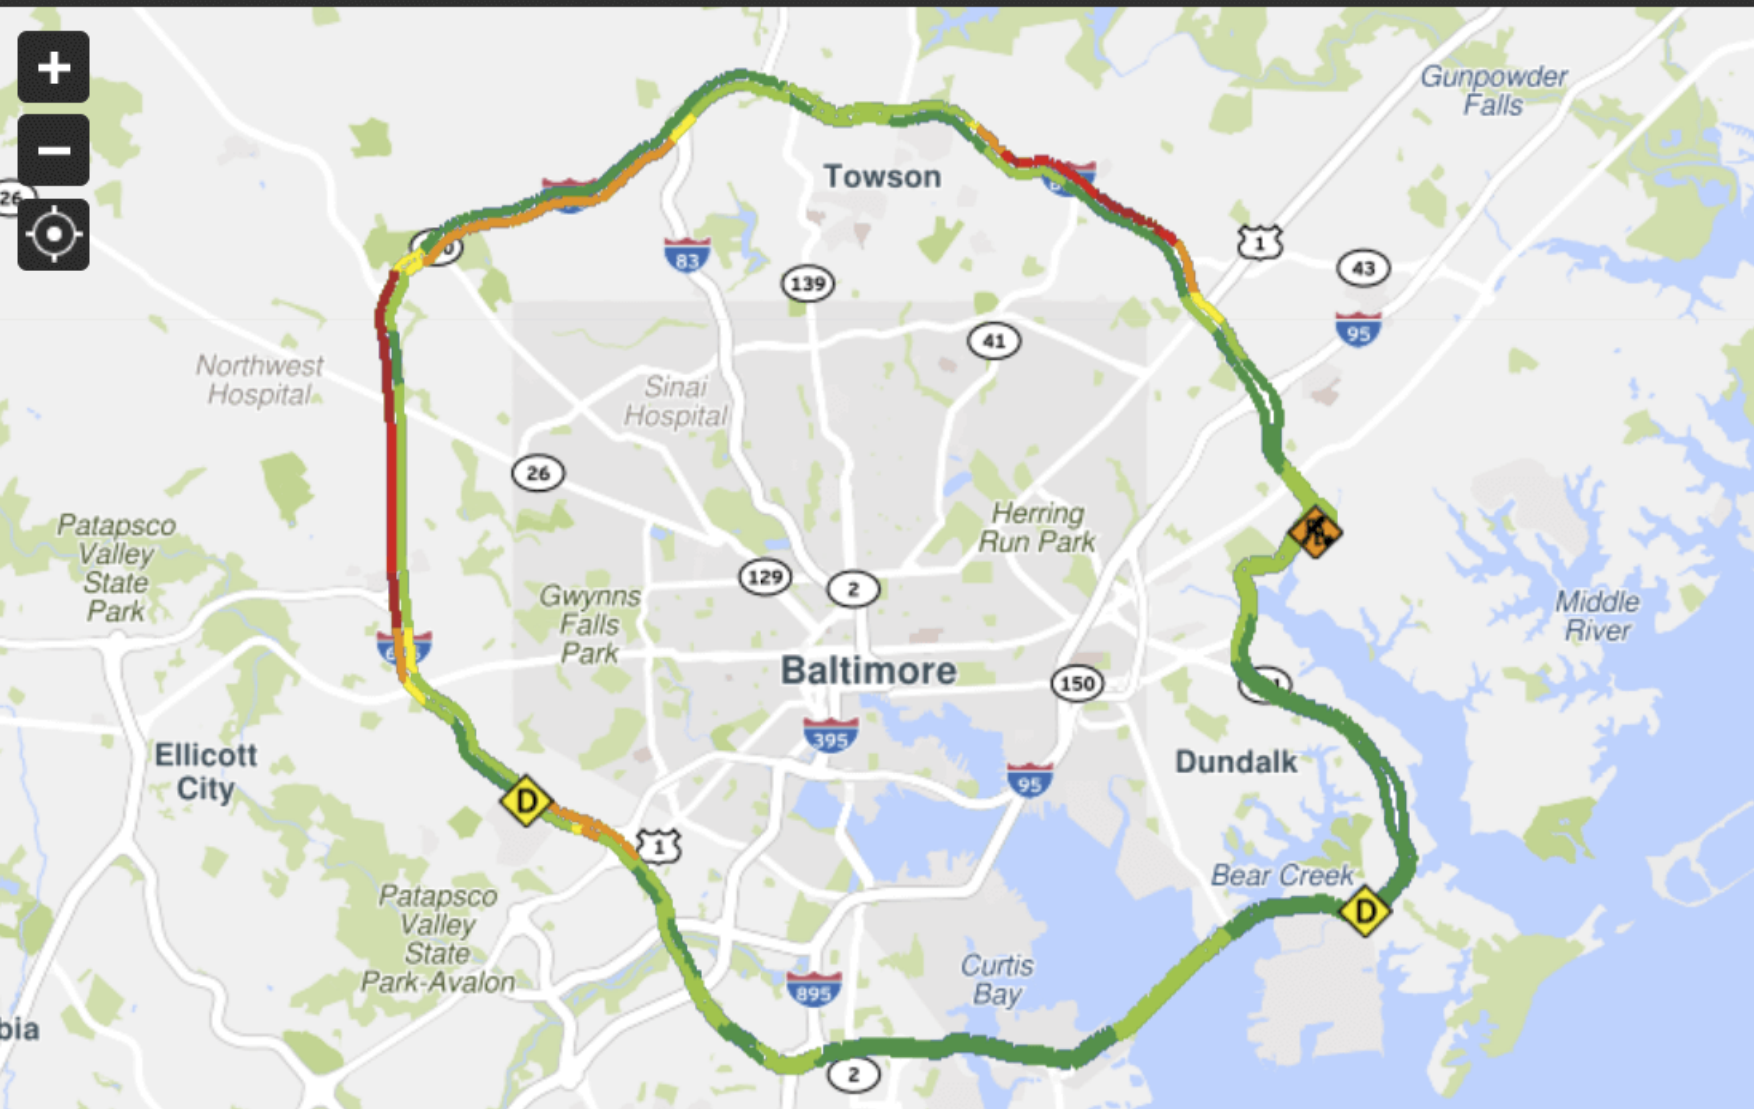 +
Gunpowder
Falls
−
26
Towson
1
43
83
139
95
41
Northwest
Hospital
Sinai
Hospital
26
Patapsco
Valley
State
Park
Herring
Run Park
129
2
Gwynns
Falls
Park
Middle
River
Baltimore
150
395
Ellicott
City
Dundalk
95
D
1
Bear Creek
D
Patapsco
Valley
State
Park-Avalon
Curtis
Bay
895
bia
2